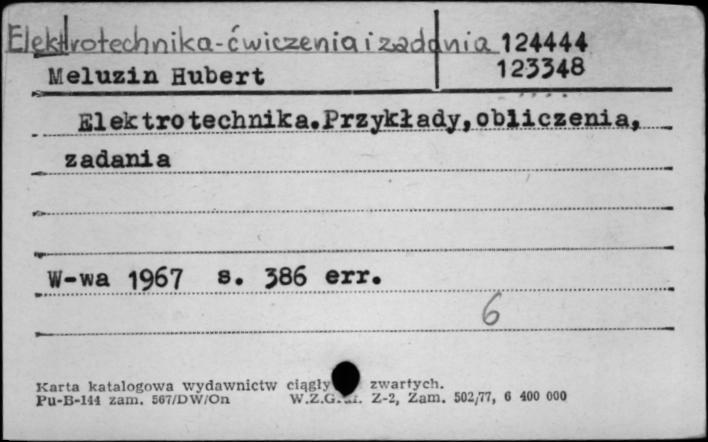 Elektrotechnika-ćwiczenia i zadania 124444
Meluzin Hubert 123348
Elektrotechnika.Przykłady,obliczenia,
zadania
W-wa 1967 s. 386 err.
6
Karta katalogowa wydawnictw zwartych.
Pu-B-144 zam. 567/DW/On Z-2, Zam. 502/77, 6 400 000